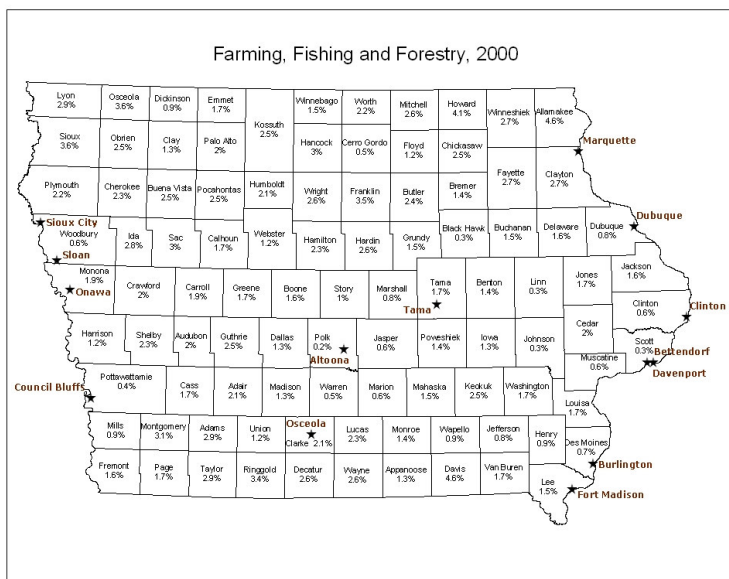 Farming, Fishing and Forestry, 2000
Lyon
2.9%
Osceola
3.6%
Dickinson
0.9%
Emmet
1.7%
Kossuth
2.5%
Winnebago
1.5%
Worth
2.2%
Mitchell
2.6%
Howard
4.1%
Winneshiek
2.7%
Allamakee
4.6%
Sioux
3.6%
Obrien
2.5%
Clay
1.3%
Palo Alto
2%
Hancock
3%
Cerro Gordo
0.5%
Floyd
1.2%
Chickasaw
2.5%
Marquette
Fayette
2.7%
Clayton
2.7%
Plymouth
2.2%
Cherokee
2.3%
Buena Vista
2.5%
Pocahontas
2.5%
Humboldt
2.1%
Wright
2.6%
Franklin
3.5%
Butler
2.4%
Bremer
1.4%
Sioux City
Woodbury
0.6%
Ida
2.8%
Sac
3%
Calhoun
1.7%
Webster
1.2%
Hamilton
2.3%
Hardin
2.6%
Grundy
1.5%
Black Hawk
0.3%
Buchanan
1.5%
Delaware
1.6%
Dubuque
0.8%
Dubuque
Sloan
Monona
1.9%
Onawa
Crawford
2%
Carroll
1.9%
Greene
1.7%
Boone
1.6%
Story
1%
Marshall
0.8%
Tama
1.7%
Tama
Benton
1.4%
Linn
0.3%
Jones
1.7%
Jackson
1.6%
Clinton
0.6%
Clinton
Harrison
1.2%
Shelby
2.3%
Audubon
2%
Guthrie
2.5%
Dallas
1.3%
Polk
0.2%
Altoona
Jasper
0.6%
Poveshiek
1.4%
Iowa
1.3%
Johnson
0.3%
Cedar
2%
Scott
0.3%
Bettendorf
Davenport
Muscatine
0.6%
Council Bluffs
Pottawattamie
0.4%
Cass
1.7%
Adair
2.1%
Madison
1.3%
Warren
0.5%
Marion
0.6%
Mahaska
1.5%
Keokuk
2.5%
Washington
1.7%
Louisa
1.7%
Mills
0.9%
Montgomery
3.1%
Adams
2.9%
Union
1.2%
Osceola
Clarke 2.1%
Lucas
2.3%
Monroe
1.4%
Wapello
0.9%
Jefferson
0.8%
Henry
0.9%
Des Moines
0.7%
Burlington
Fremont
1.6%
Page
1.7%
Taylor
2.9%
Ringgold
3.4%
Decatur
2.6%
Wayne
2.6%
Appanoose
1.3%
Davis
4.6%
Van Buren
1.7%
Lee
1.5%
Fort Madison